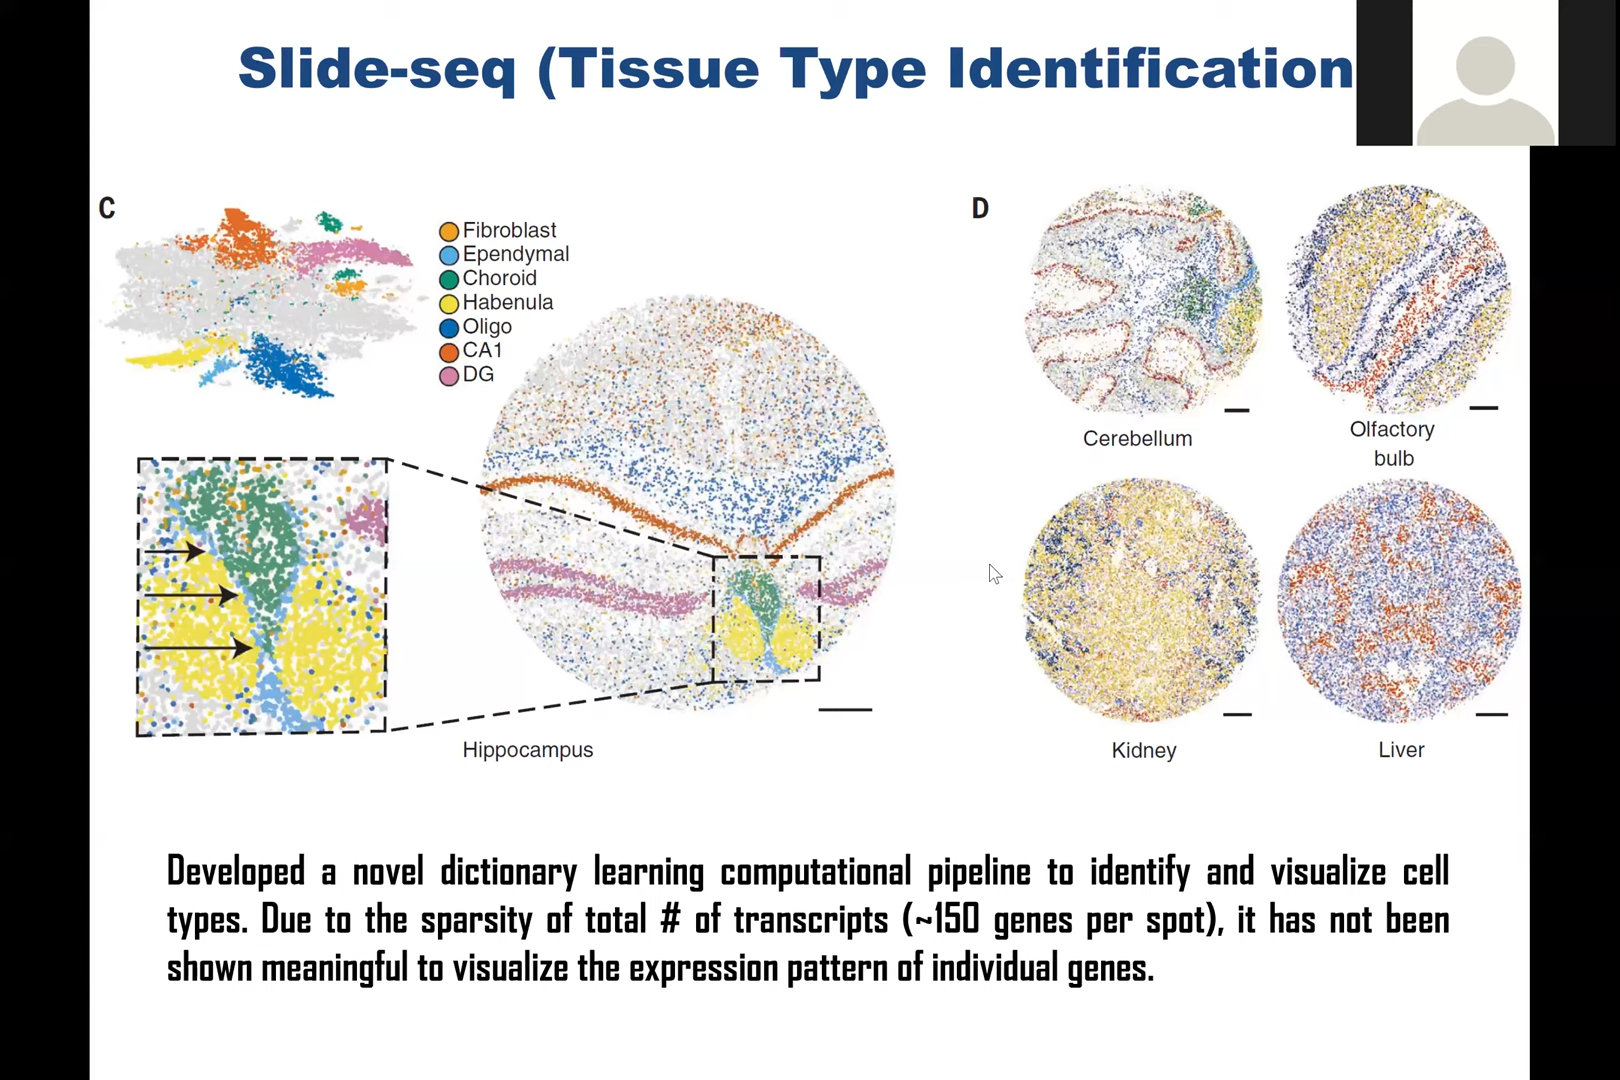 Slide-seq (Tissue Type Identification
C
Fibroblast
Ependymal
Choroid
Habenula
Oligo
CA1
DG
Hippocampus
D
Cerebellum
Olfactory
bulb
Kidney
Liver
Developed a novel dictionary learning computational pipeline to identify and visualize cell
types. Due to the sparsity of total # of transcripts (~150 genes per spot), it has not been
shown meaningful to visualize the expression pattern of individual genes.